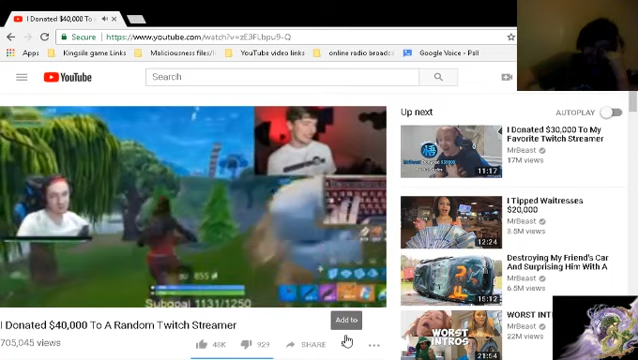 I Donated $40,000 To A
Secure https://www.youtube.com/watch?v=zE3FLbpu9-Q
Apps Kingsile game Links Maliciousness files/ YouTube video links online radio broadc Google Voice - Poll
YouTube Search
Up next AUTOPLAY
I Donated $30,000 To My
Favorite Twitch Streamer
MrBeast
17M views
11:17
I Tipped Waitresses
$20,000
MrBeast
3.5M views
12:24
Destroying My Friend's Car
And Surprising Him With A
MrBeast
6.5M views
15:12
WORST INT
MrBeast
22M views
WORST
INTROS
21:54
855
Subgoal 1131/1250
Add to
I Donated $40,000 To A Random Twitch Streamer
705,045 views
48K 929 SHARE